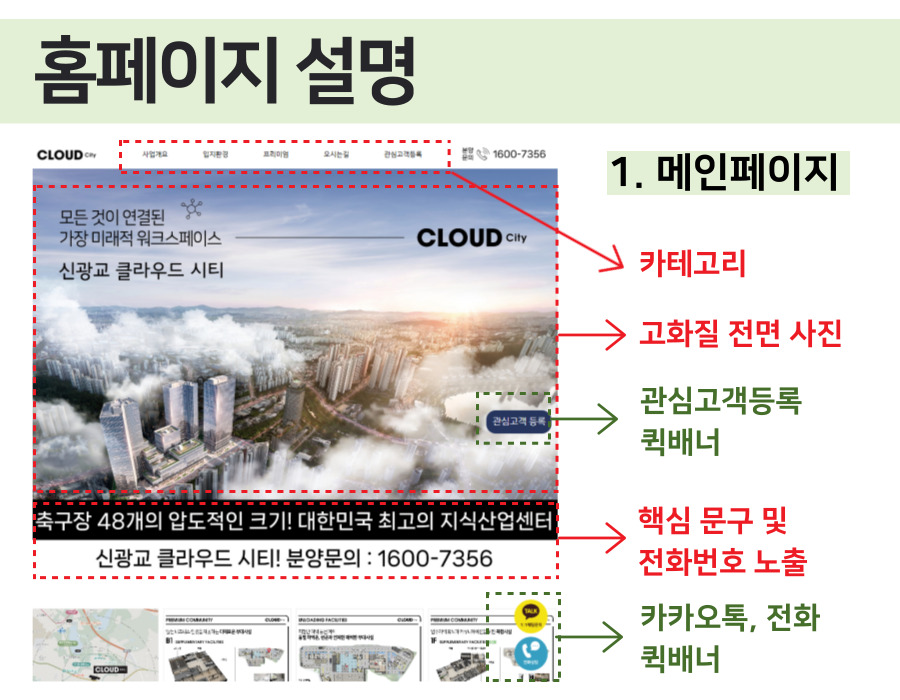 홈페이지 설명
CLOUD City
사업개요 입지환경 프리미엄 오시는길 관심고객등록
분양문의 1600-7356
1. 메인페이지
모든 것이 연결된
가장 미래적 워크스페이스
CLOUD City
신광교 클라우드 시티
카테고리
고화질 전면 사진
관심고객등록
퀵배너
관심고객 등록
축구장 48개의 압도적인 크기! 대한민국 최고의 지식산업센터
신광교 클라우드 시티! 분양문의 : 1600-7356
핵심 문구 및
전화번호 노출
카카오톡, 전화
퀵배너
CLOUD
PREMIUM COMMUNITY CLOUD
B1 SUPPLEMENTARY FACILITIES
CLOUD
PREMIUM COMMUNITY
1F SUPPLEMENTARY FACILITIES
TALK